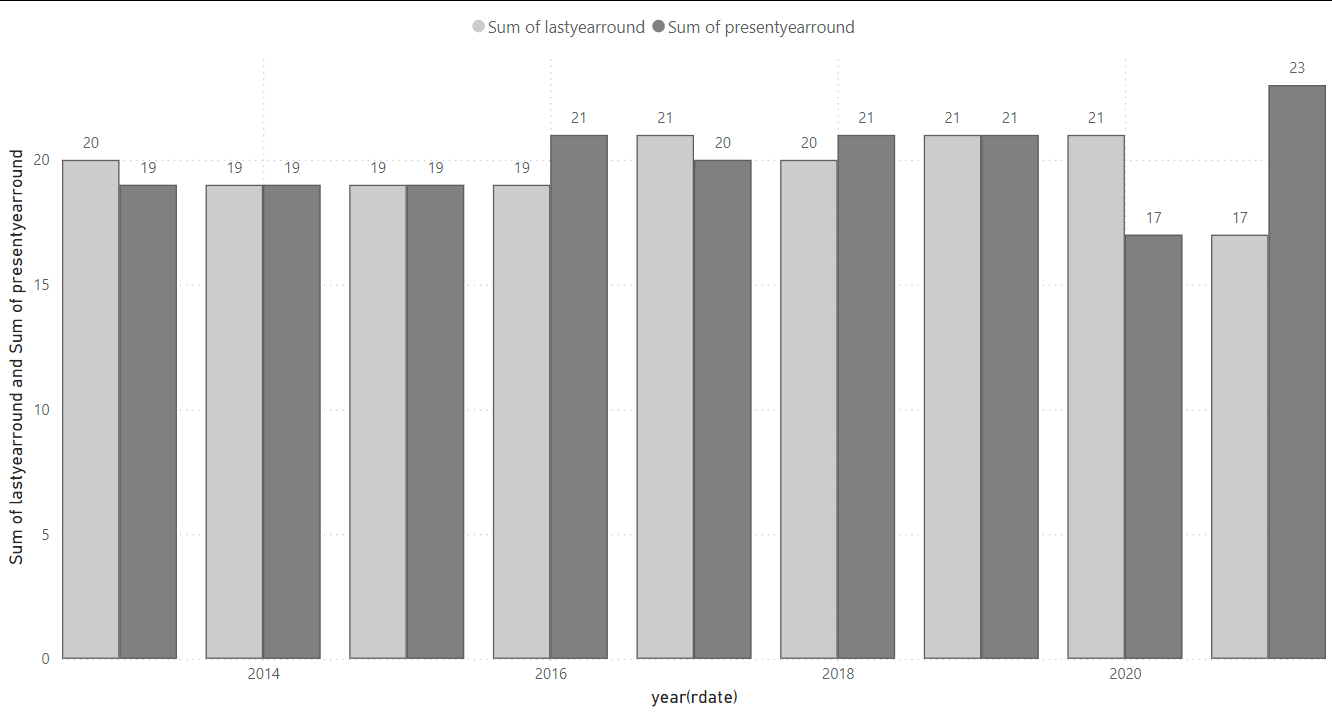 Sum of lastyearround Sum of presentyearround
23
21 21 21 21 21 21
20 20 20
20 19 19 19 19 19 19
17 17
15
10
5
0
2014 2016 2018 2020
year(rdate)
Sum of lastyearround and Sum of presentyearround